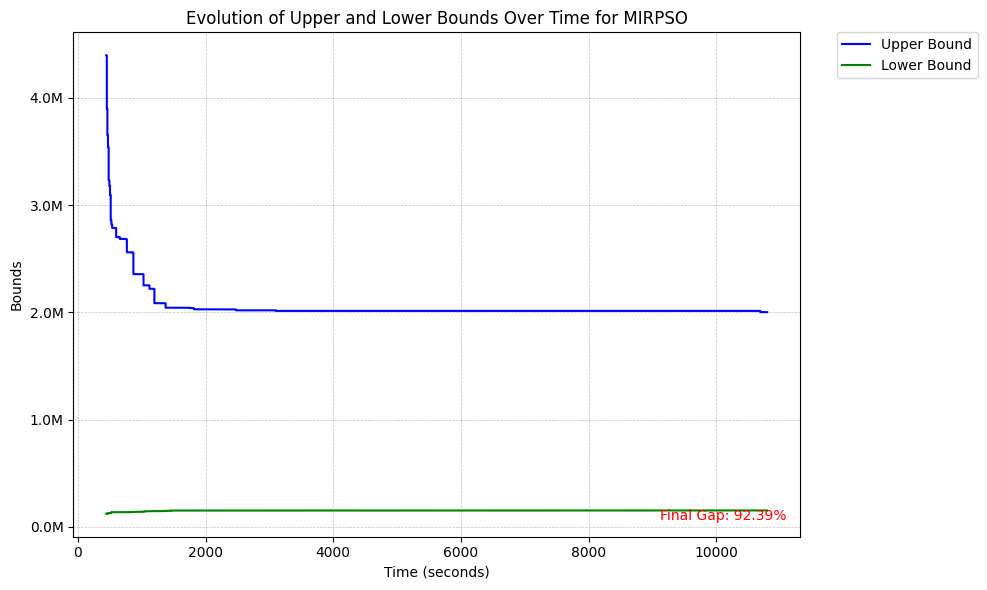 Evolution of Upper and Lower Bounds Over Time for MIRPSO
Upper Bound
Lower Bound
Bounds
4.0M
3.0M
2.0M
1.0M
0.0M
Final Gap: 92.39%
0 2000 4000 6000 8000 10000
Time (seconds)